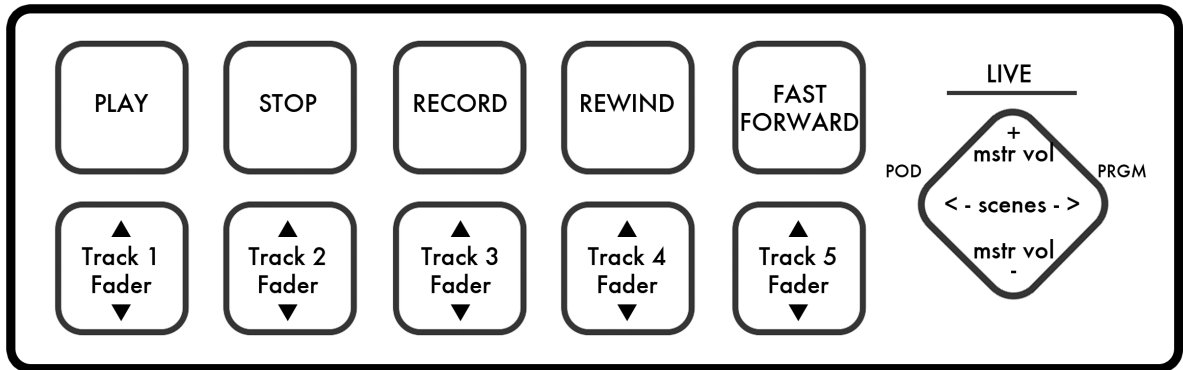 PLAY
STOP
RECORD
REWIND
FAST
FORWARD
LIVE
POD
PRGM
+
mstr vol
< - scenes - >
mstr vol
-
▲
Track 1
Fader
▼
▲
Track 2
Fader
▼
▲
Track 3
Fader
▼
▲
Track 4
Fader
▼
▲
Track 5
Fader
▼